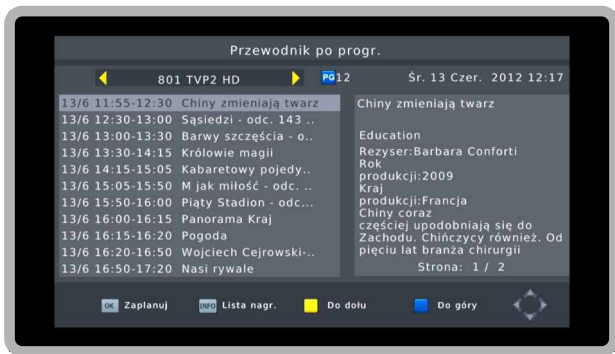 Przewodnik po progr.
801 TVP2 HD PG12 Śr. 13 Czer. 2012 12:17
13/6 11:55-12:30 Chiny zmieniają twarz
13/6 12:30-13:00 Sąsiedzi - odc. 143 ..
13/6 13:00-13:30 Barwy szczęścia - o..
13/6 13:30-14:15 Królowie magii
13/6 14:15-15:05 Kabaretowy pojedy..
13/6 15:05-15:50 M jak miłość - odc. ..
13/6 15:50-16:00 Piąty Stadion - odc...
13/6 16:00-16:15 Panorama Kraj
13/6 16:15-16:20 Pogoda
13/6 16:20-16:50 Wojciech Cejrowski-..
13/6 16:50-17:20 Nasi rywale
Chiny zmieniają twarz
Education
Rezyser:Barbara Conforti
Rok
produkcji:2009
Kraj
produkcji:Francja
Chiny coraz
częściej upodobniają się do
Zachodu. Chińczycy również. Od
pięciu lat branża chirurgii
Strona: 1 / 2
OK Zaplanuj INFO Lista nagr. Do dołu Do góry